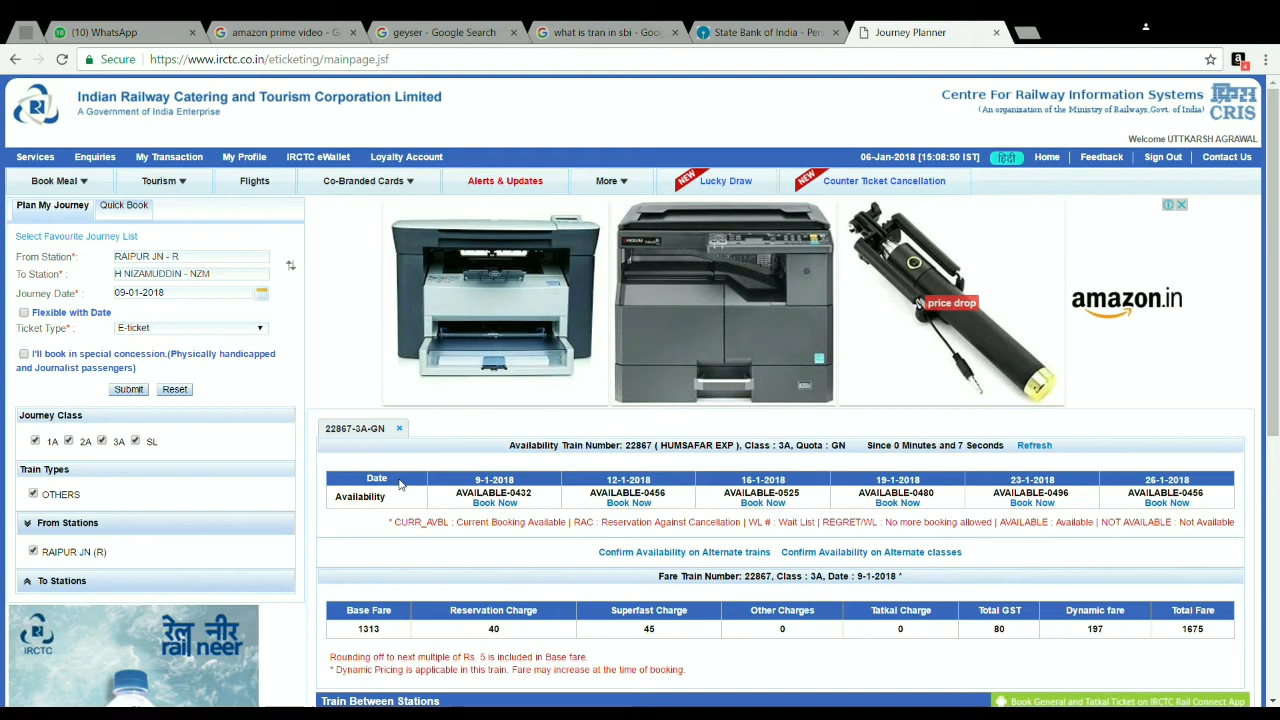 (10) WhatsApp × amazon prime video - G × geyser - Google Search × what is tran in sbi - Goo × State Bank of India - Per × Journey Planner ×
Secure https://www.irctc.co.in/eticketing/mainpage.jsf
Indian Railway Catering and Tourism Corporation Limited
A Government of India Enterprise
Centre For Railway Information Systems
(An organization of the Ministry of Railways,Govt. of India)
CRIS
Welcome UTTKARSH AGRAWAL
Services Enquiries My Transaction My Profile IRCTC eWallet Loyalty Account 06-Jan-2018 [15:08:50 IST] हिंदी Home Feedback Sign Out Contact Us
Book Meal Tourism Flights Co-Branded Cards Alerts & Updates More NEW Lucky Draw NEW Counter Ticket Cancellation
Plan My Journey Quick Book
Select Favourite Journey List
From Station*: RAIPUR JN - R
To Station* : H NIZAMUDDIN - NZM
Journey Date* : 09-01-2018
Flexible with Date
Ticket Type* : E-ticket
I'll book in special concession.(Physically handicapped
and Journalist passengers)
Submit Reset
Journey Class
1A 2A 3A SL
Train Types
OTHERS
From Stations
RAIPUR JN (R)
To Stations
IRCTC
रेल नीर
rail neer
price drop
amazon.in
22867-3A-GN ×
Availability Train Number: 22867 ( HUMSAFAR EXP ), Class : 3A, Quota : GN Since 0 Minutes and 7 Seconds Refresh
Date 9-1-2018 12-1-2018 16-1-2018 19-1-2018 23-1-2018 26-1-2018
Availability AVAILABLE-0432 AVAILABLE-0456 AVAILABLE-0525 AVAILABLE-0480 AVAILABLE-0496 AVAILABLE-0456
Book Now Book Now Book Now Book Now Book Now Book Now
* CURR_AVBL : Current Booking Available | RAC : Reservation Against Cancellation | WL # : Wait List | REGRET/WL : No more booking allowed | AVAILABLE : Available | NOT AVAILABLE : Not Available
Confirm Availability on Alternate trains Confirm Availability on Alternate classes
Fare Train Number: 22867, Class : 3A, Date : 9-1-2018 *
Base Fare Reservation Charge Superfast Charge Other Charges Tatkal Charge Total GST Dynamic fare Total Fare
1313 40 45 0 0 80 197 1675
Rounding off to next multiple of Rs. 5 is included in Base fare.
* Dynamic Pricing is applicable in this train. Fare may increase at the time of booking.
Train Between Stations
Book General and Tatkal Ticket on IRCTC Rail Connect App